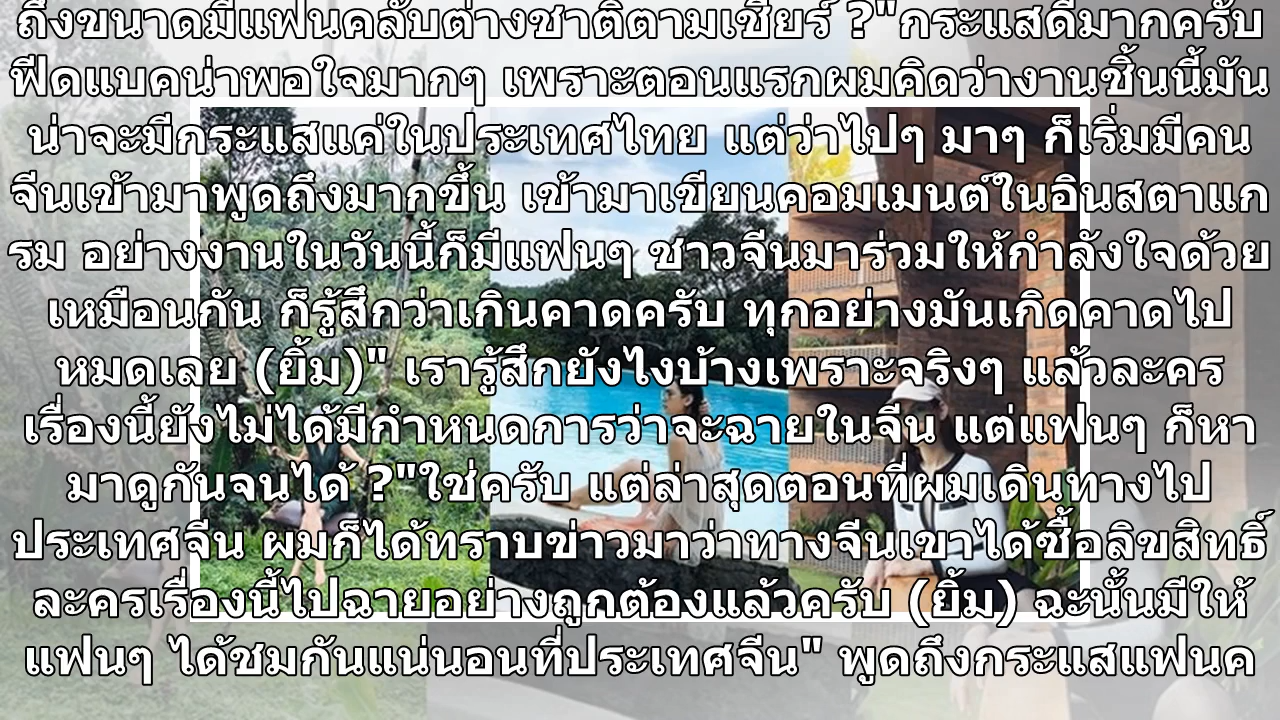 ถึงขนาดมีแฟนคลับต่างชาติตามเชียร์ ?"กระแสดีมากครับ
ฟีดแบคน่าพอใจมากๆ เพราะตอนแรกผมคิดว่างานชิ้นนี้มัน
น่าจะมีกระแสแค่ในประเทศไทย แต่ว่าไปๆ มาๆ ก็เริ่มมีคน
จีนเข้ามาพูดถึงมากขึ้น เข้ามาเขียนคอมเมนต์ในอินสตาแก
รม อย่างงานในวันนี้ก็มีแฟนๆ ชาวจีนมาร่วมให้กำลังใจด้วย
เหมือนกัน ก็รู้สึกว่าเกินคาดครับ ทุกอย่างมันเกิดคาดไป
หมดเลย (ยิ้ม)" เรารู้สึกยังไงบ้างเพราะจริงๆ แล้วละคร
เรื่องนี้ยังไม่ได้มีกำหนดการว่าจะฉายในจีน แต่แฟนๆ ก็หา
มาดูกันจนได้ ?"ใช่ครับ แต่ล่าสุดตอนที่ผมเดินทางไป
ประเทศจีน ผมก็ได้ทราบข่าวมาว่าทางจีนเขาได้ซื้อลิขสิทธิ์
ละครเรื่องนี้ไปฉายอย่างถูกต้องแล้วครับ (ยิ้ม) ฉะนั้นมีให้
แฟนๆ ได้ชมกันแน่นอนที่ประเทศจีน" พูดถึงกระแสแฟนค